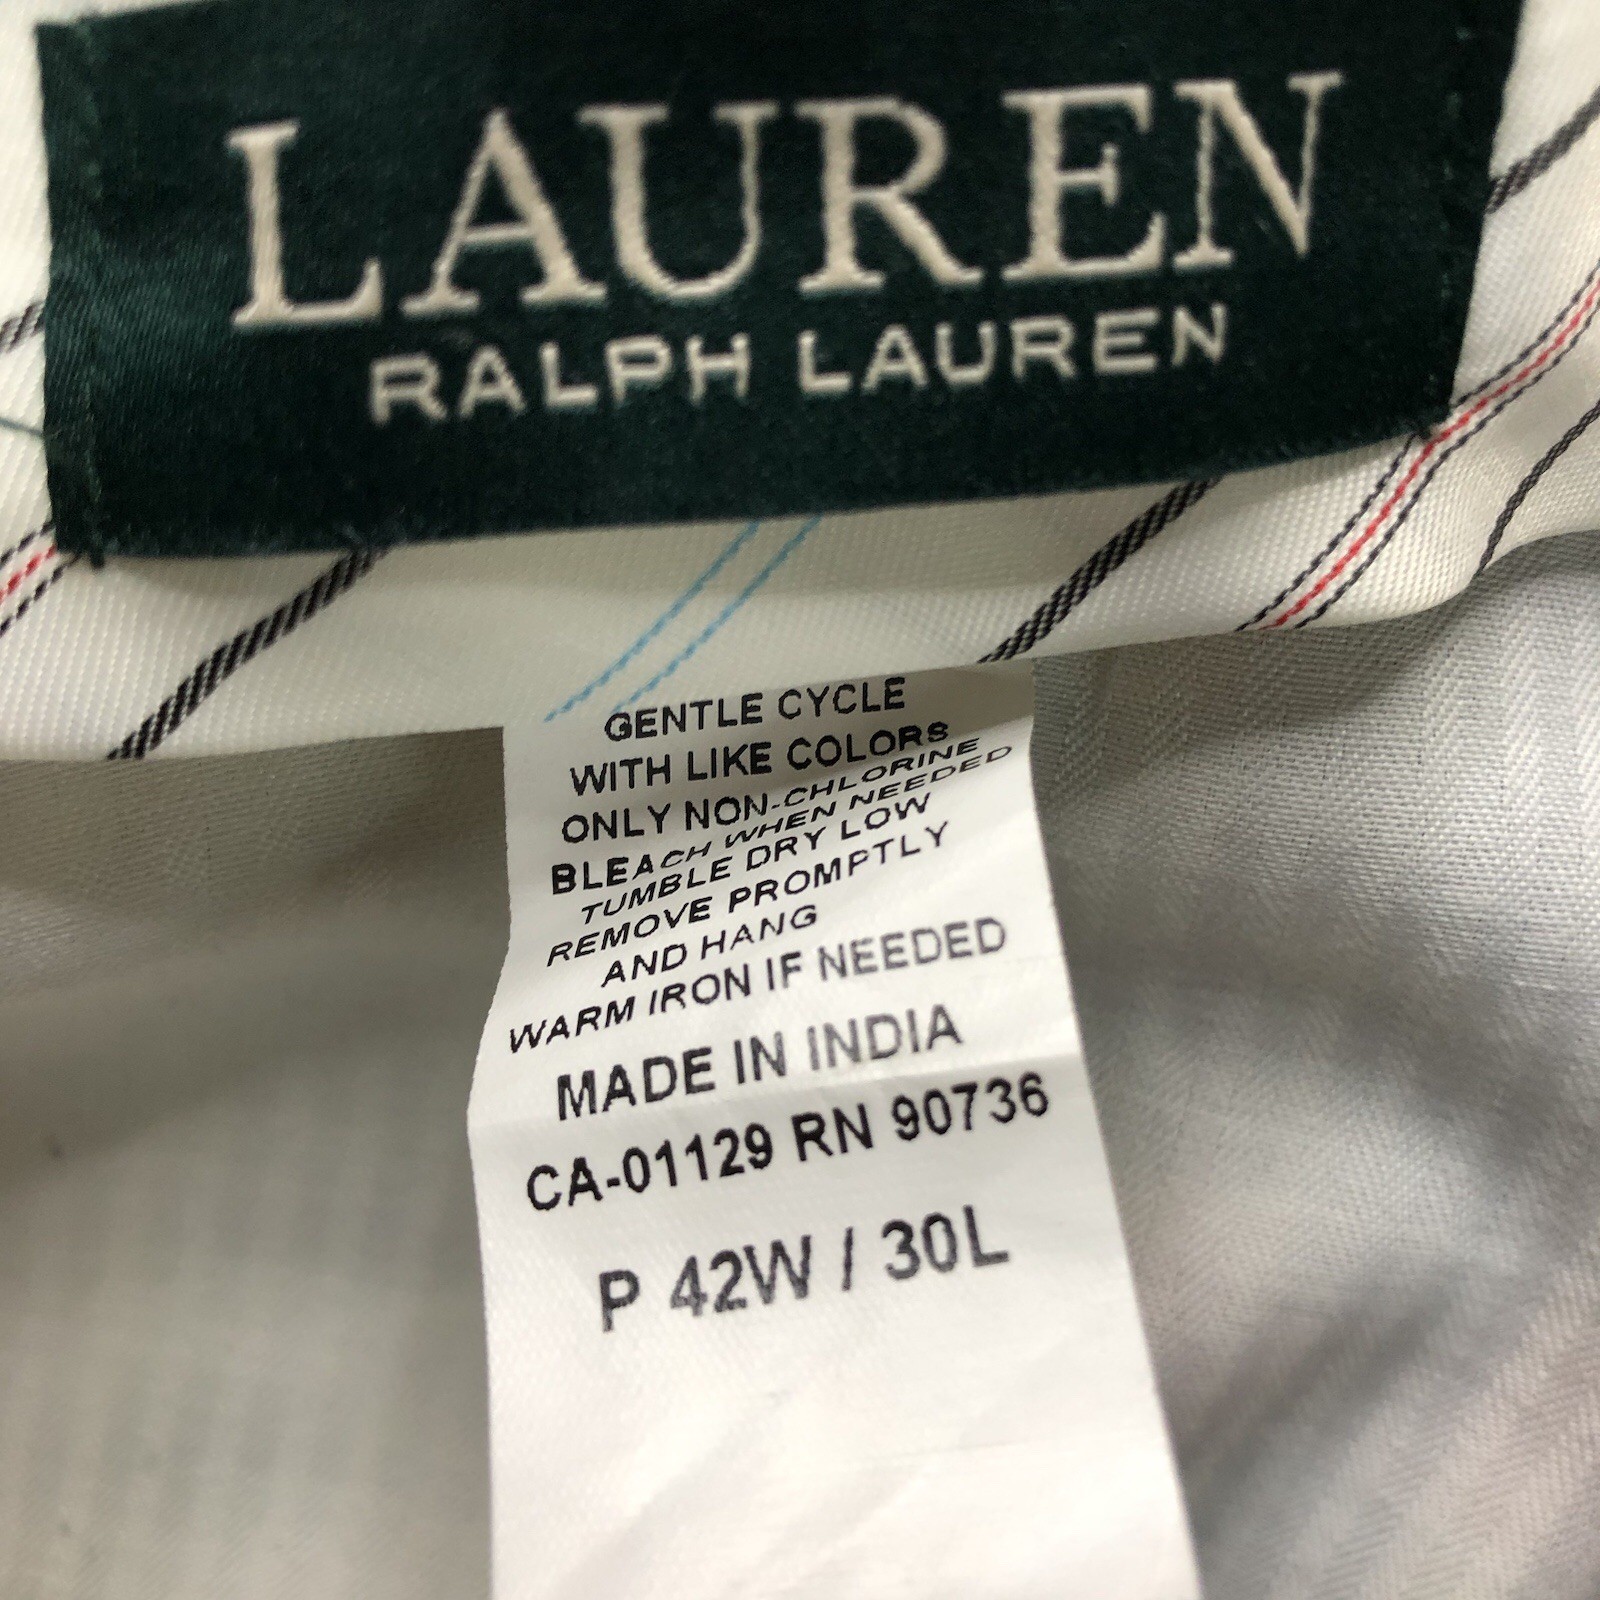 LAUREN
RALPH LAUREN
GENTLE CYCLE
WITH LIKE COLORS
ONLY NON-CHLORINE
BLEACH WHEN NEEDED
TUMBLE DRY LOW
REMOVE PROMPTLY
AND HANG
WARM IRON IF NEEDED
MADE IN INDIA
CA-01129 RN 90736
P 42W / 30L